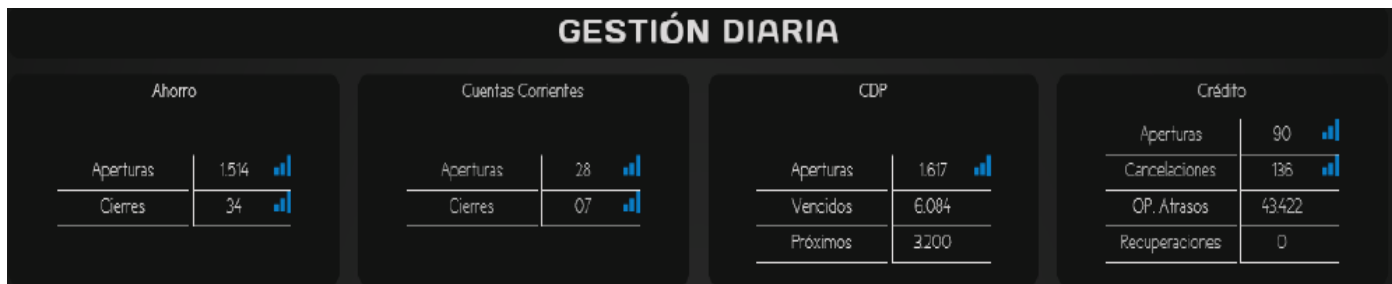 GESTIÓN DIARIA
Ahorro
Aperturas 1.514
Cierres 34
Cuentas Corrientes
Aperturas 28
Cierres 07
CDP
Aperturas 1.617
Vencidos 6.084
Próximos 3.200
Crédito
Aperturas 90
Cancelaciones 136
OP. Atrasos 43.422
Recuperaciones 0